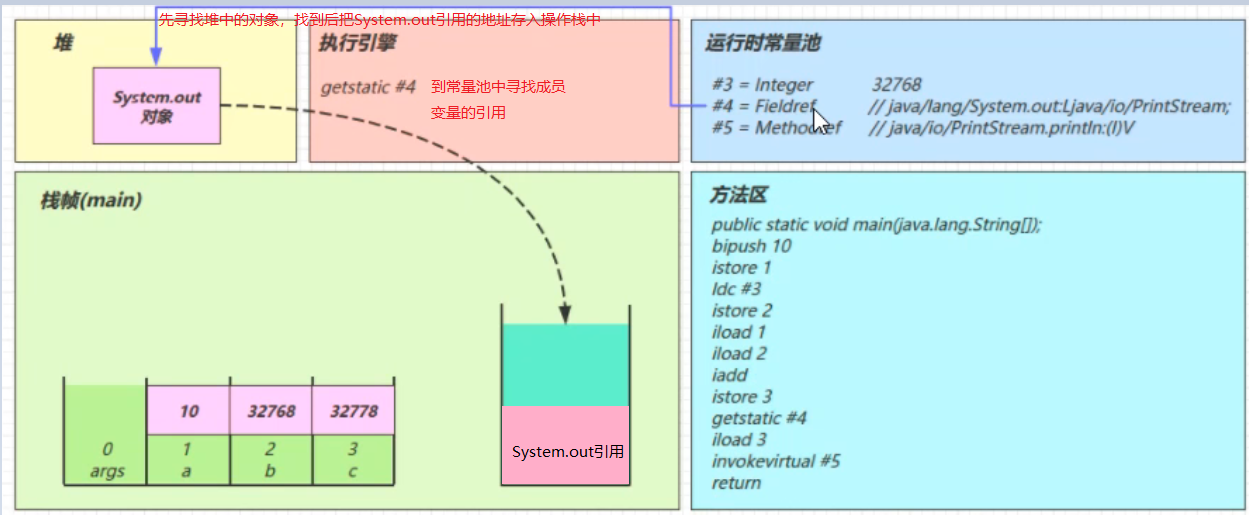 先寻找堆中的对象，找到后把System.out引用的地址存入操作栈中
堆
System.out
对象
执行引擎
getstatic #4 到常量池中寻找成员
变量的引用
运行时常量池
#3 = Integer 32768
#4 = Fieldref // java/lang/System.out:Ljava/io/PrintStream;
#5 = Methodref // java/io/PrintStream.println:(I)V
栈帧(main)
10 32768 32778
0 1 2 3
args a b c
System.out引用
方法区
public static void main(java.lang.String[]);
bipush 10
istore 1
ldc #3
istore 2
iload 1
iload 2
iadd
istore 3
getstatic #4
iload 3
invokevirtual #5
return